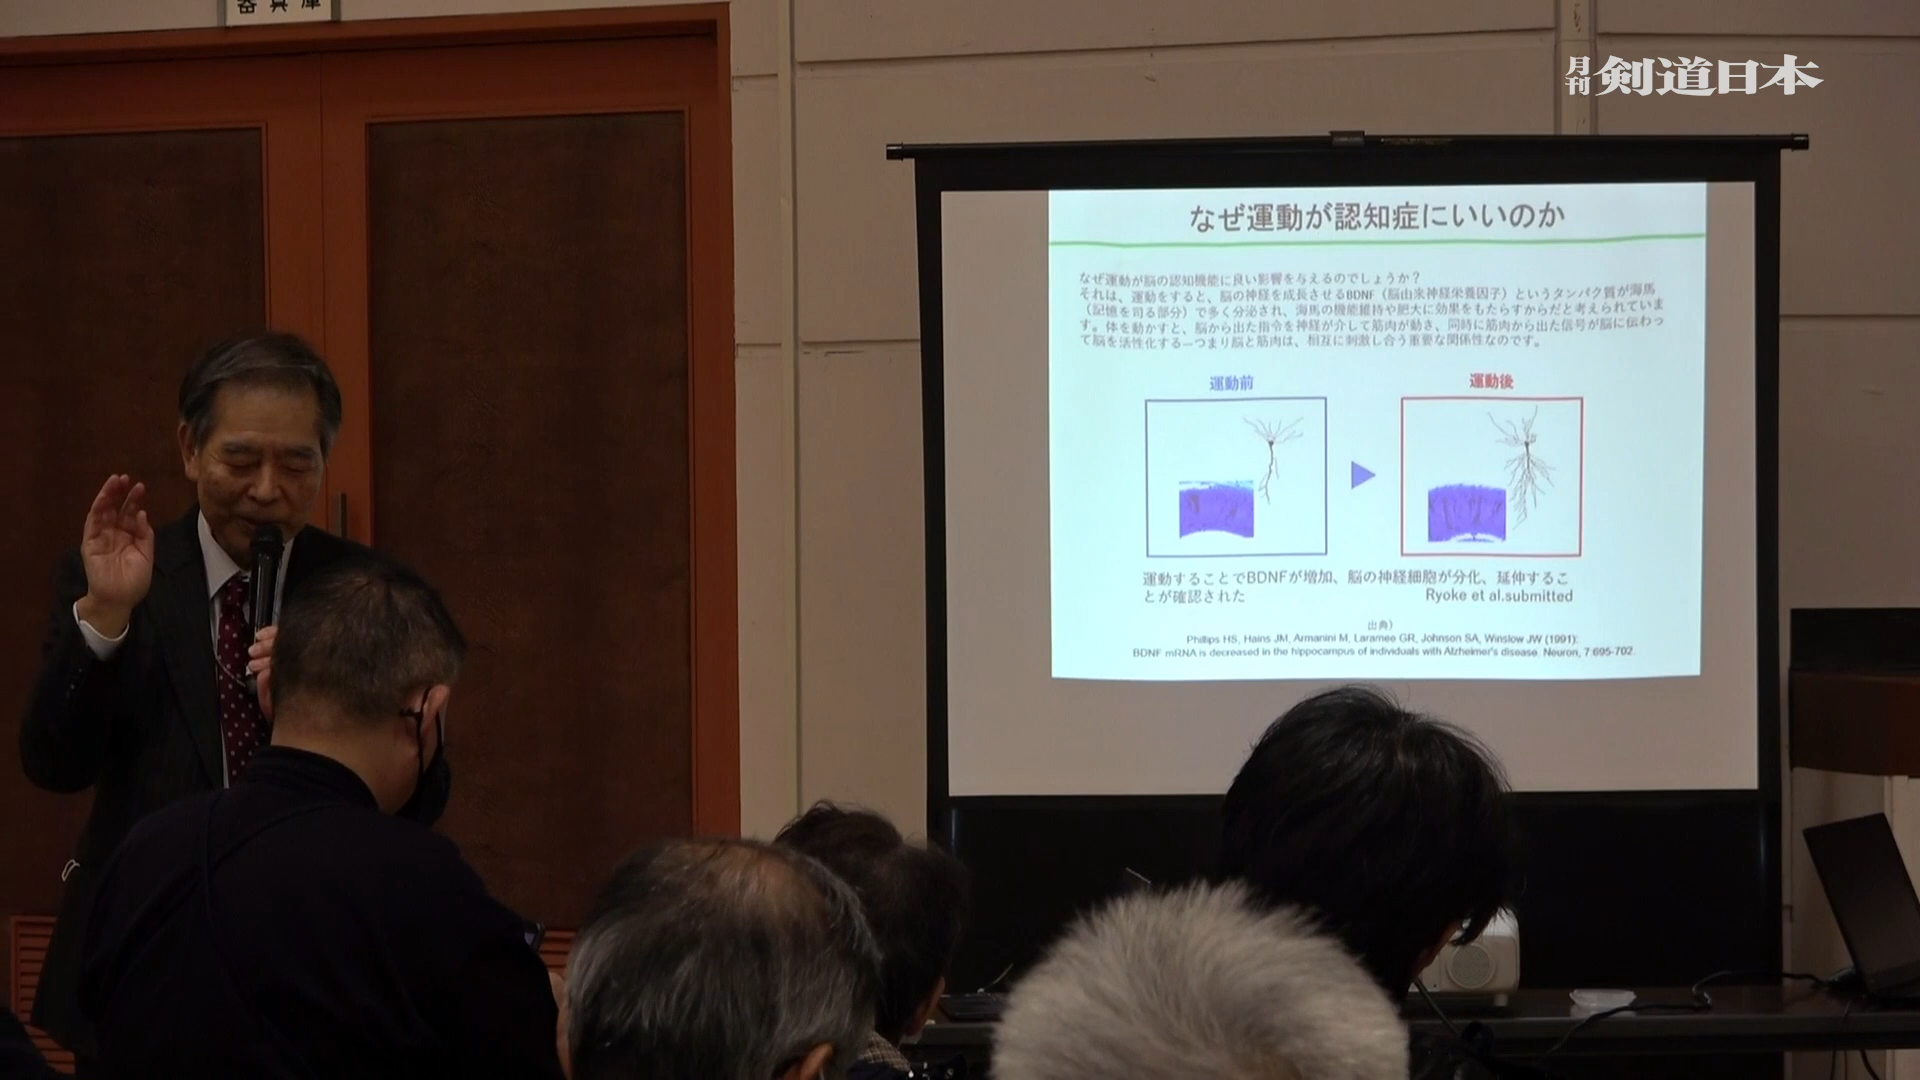 器具庫
月刊 剣道日本
なぜ運動が認知症にいいのか
なぜ運動が脳の認知機能に良い影響を与えるのでしょうか？
それは、運動をすると、脳の神経を成長させるBDNF（脳由来神経栄養因子）というタンパク質が海馬
（記憶を司る部分）で多く分泌され、海馬の機能維持や肥大に効果をもたらすからだと考えられていま
す。体を動かすと、脳から出た指令を神経が介して筋肉が動き、同時に筋肉から出た信号が脳に伝わっ
て脳を活性化する—つまり脳と筋肉は、相互に刺激し合う重要な関係性なのです。
運動前
運動後
運動することでBDNFが増加、脳の神経細胞が分化、延伸するこ
とが確認された
Ryoke et al.submitted
出典）
Phillips HS, Hains JM, Armanini M, Laramee GR, Johnson SA, Winslow JW (1991):
BDNF mRNA is decreased in the hippocampus of individuals with Alzheimer's disease. Neuron, 7:695-702.